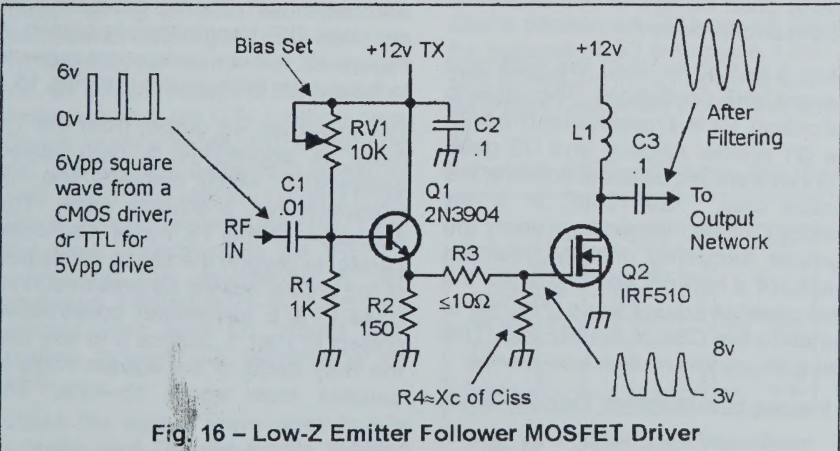 Bias Set
+12v TX
+12v
6v
0v
6Vpp square
wave from a
CMOS driver,
or TTL for
5Vpp drive
RV1
10K
C2
.1
L1
After
Filtering
C1
.01
RF
IN
Q1
2N3904
C3
.1
To
Output
Network
R1
1K
R2
150
R3
≤10Ω
Q2
IRF510
R4≈Xc of Ciss
8v
3v
Fig. 16 – Low-Z Emitter Follower MOSFET Driver